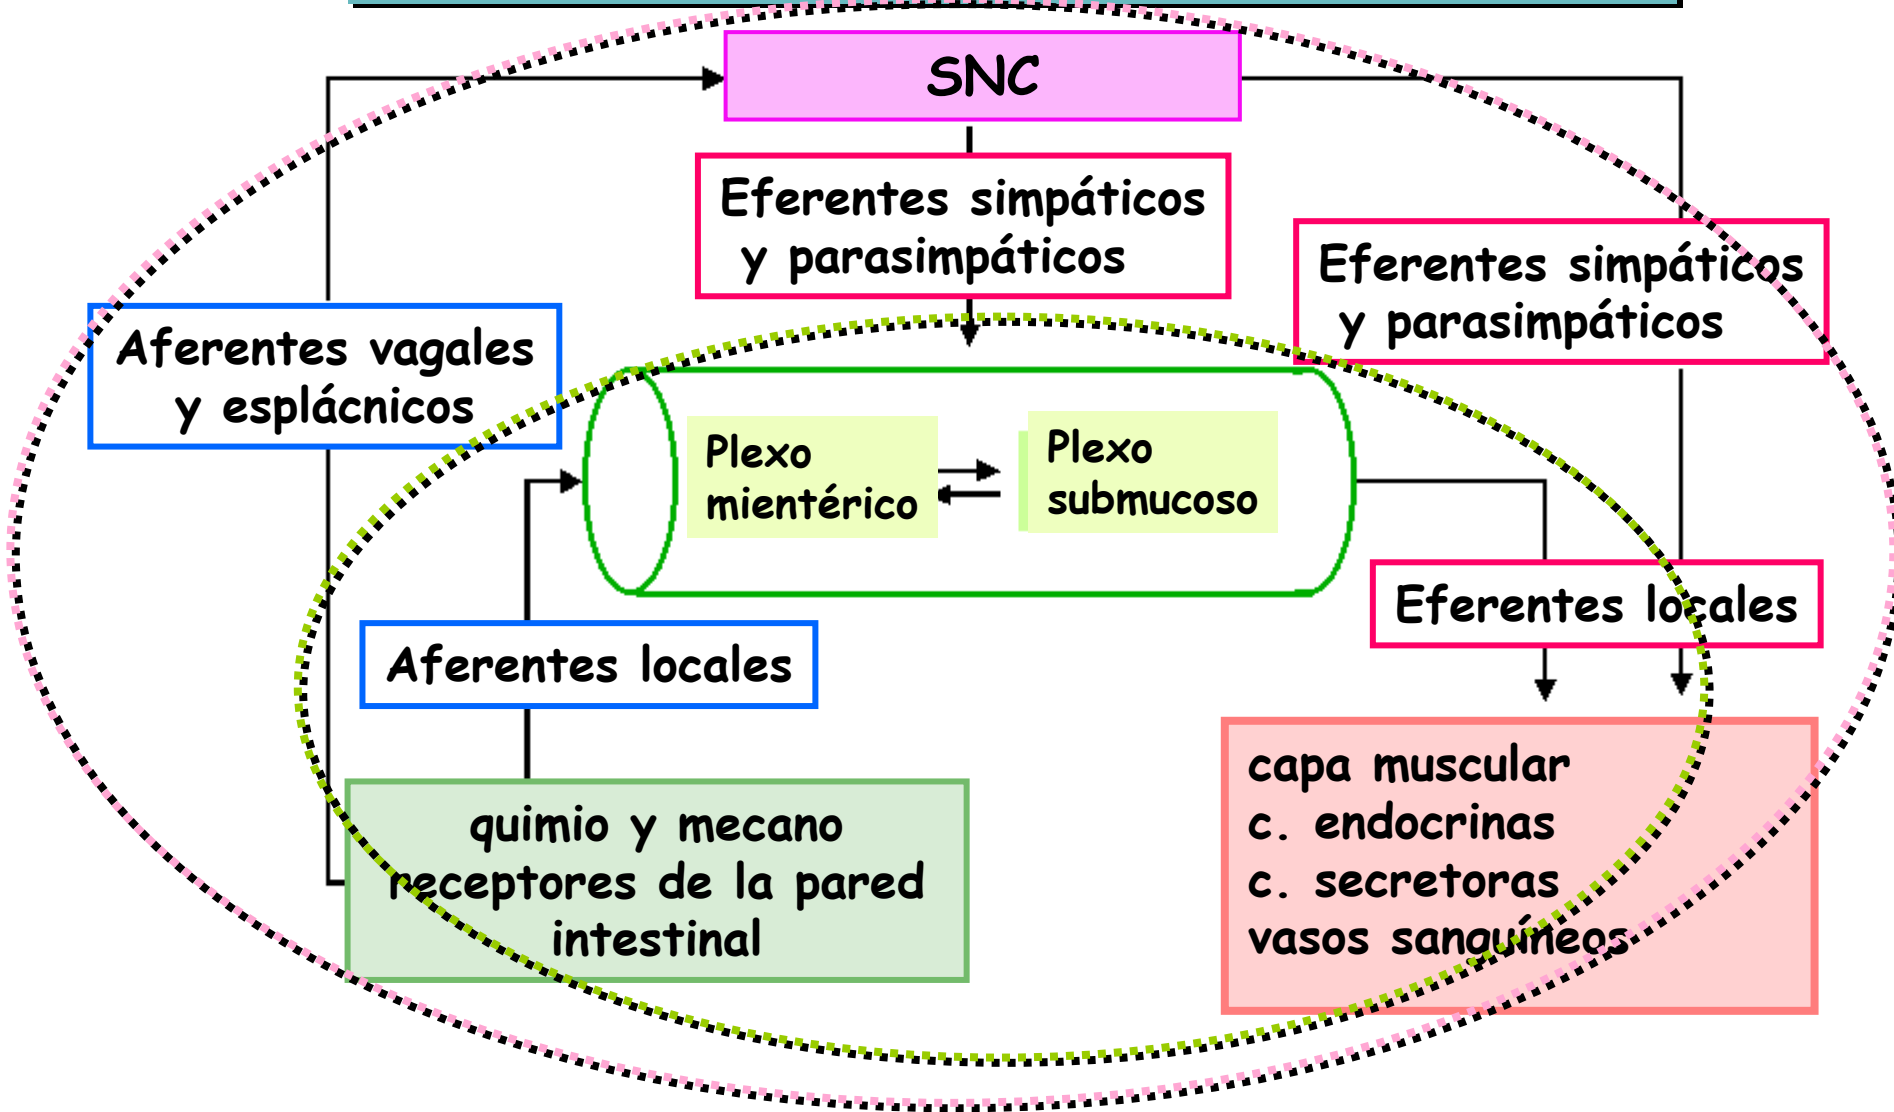 SNC
Eferentes simpáticos
y parasimpáticos
Eferentes simpáticos
y parasimpáticos
Aferentes vagales
y esplácnicos
Plexo
mientérico
Plexo
submucoso
Eferentes locales
Aferentes locales
capa muscular
c. endocrinas
c. secretoras
vasos sanguíneos
quimio y mecano
receptores de la pared
intestinal